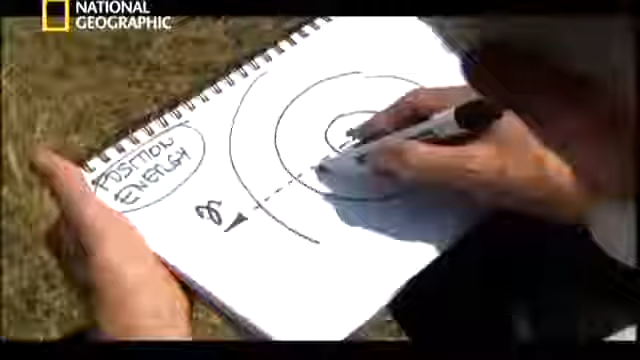 NATIONAL
GEOGRAPHIC
POSITION
ENERGY
e